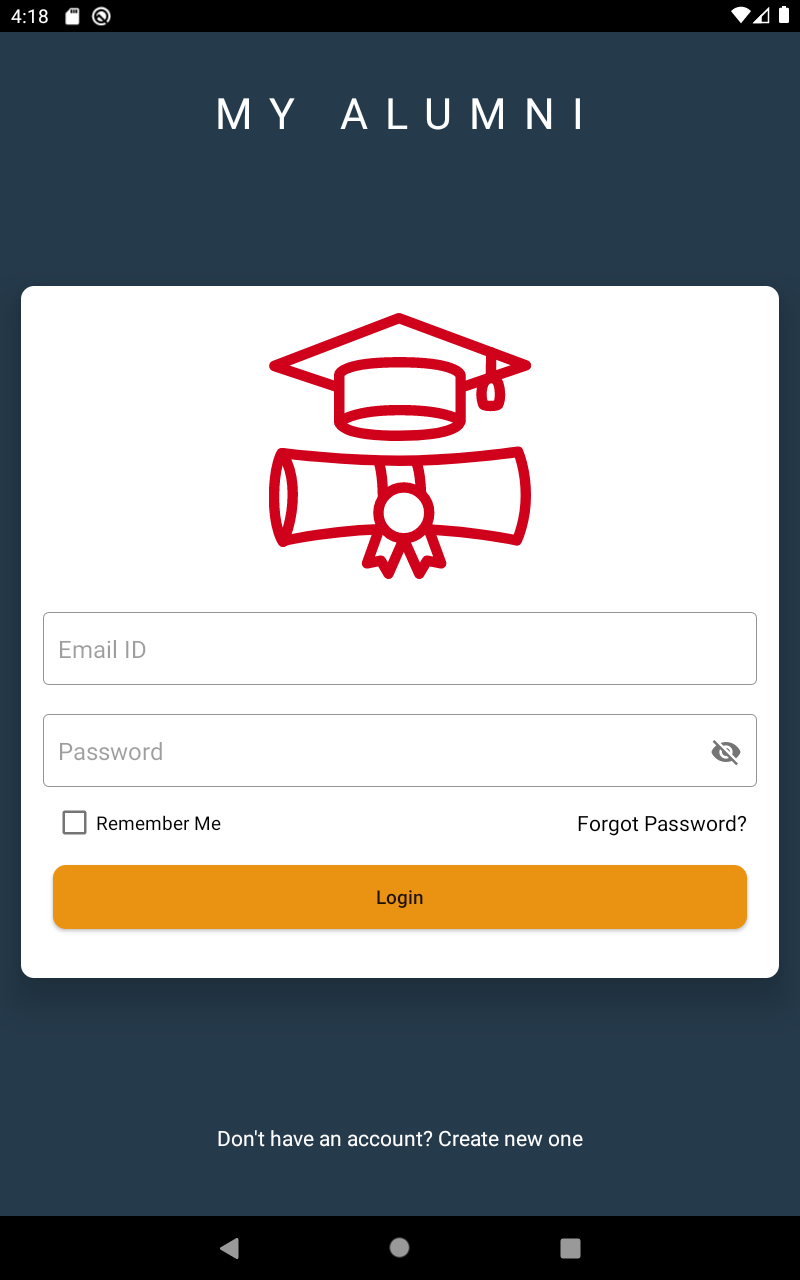 4:18
MY ALUMNI
Email ID
Password
Remember Me
Forgot Password?
Login
Don't have an account? Create new one